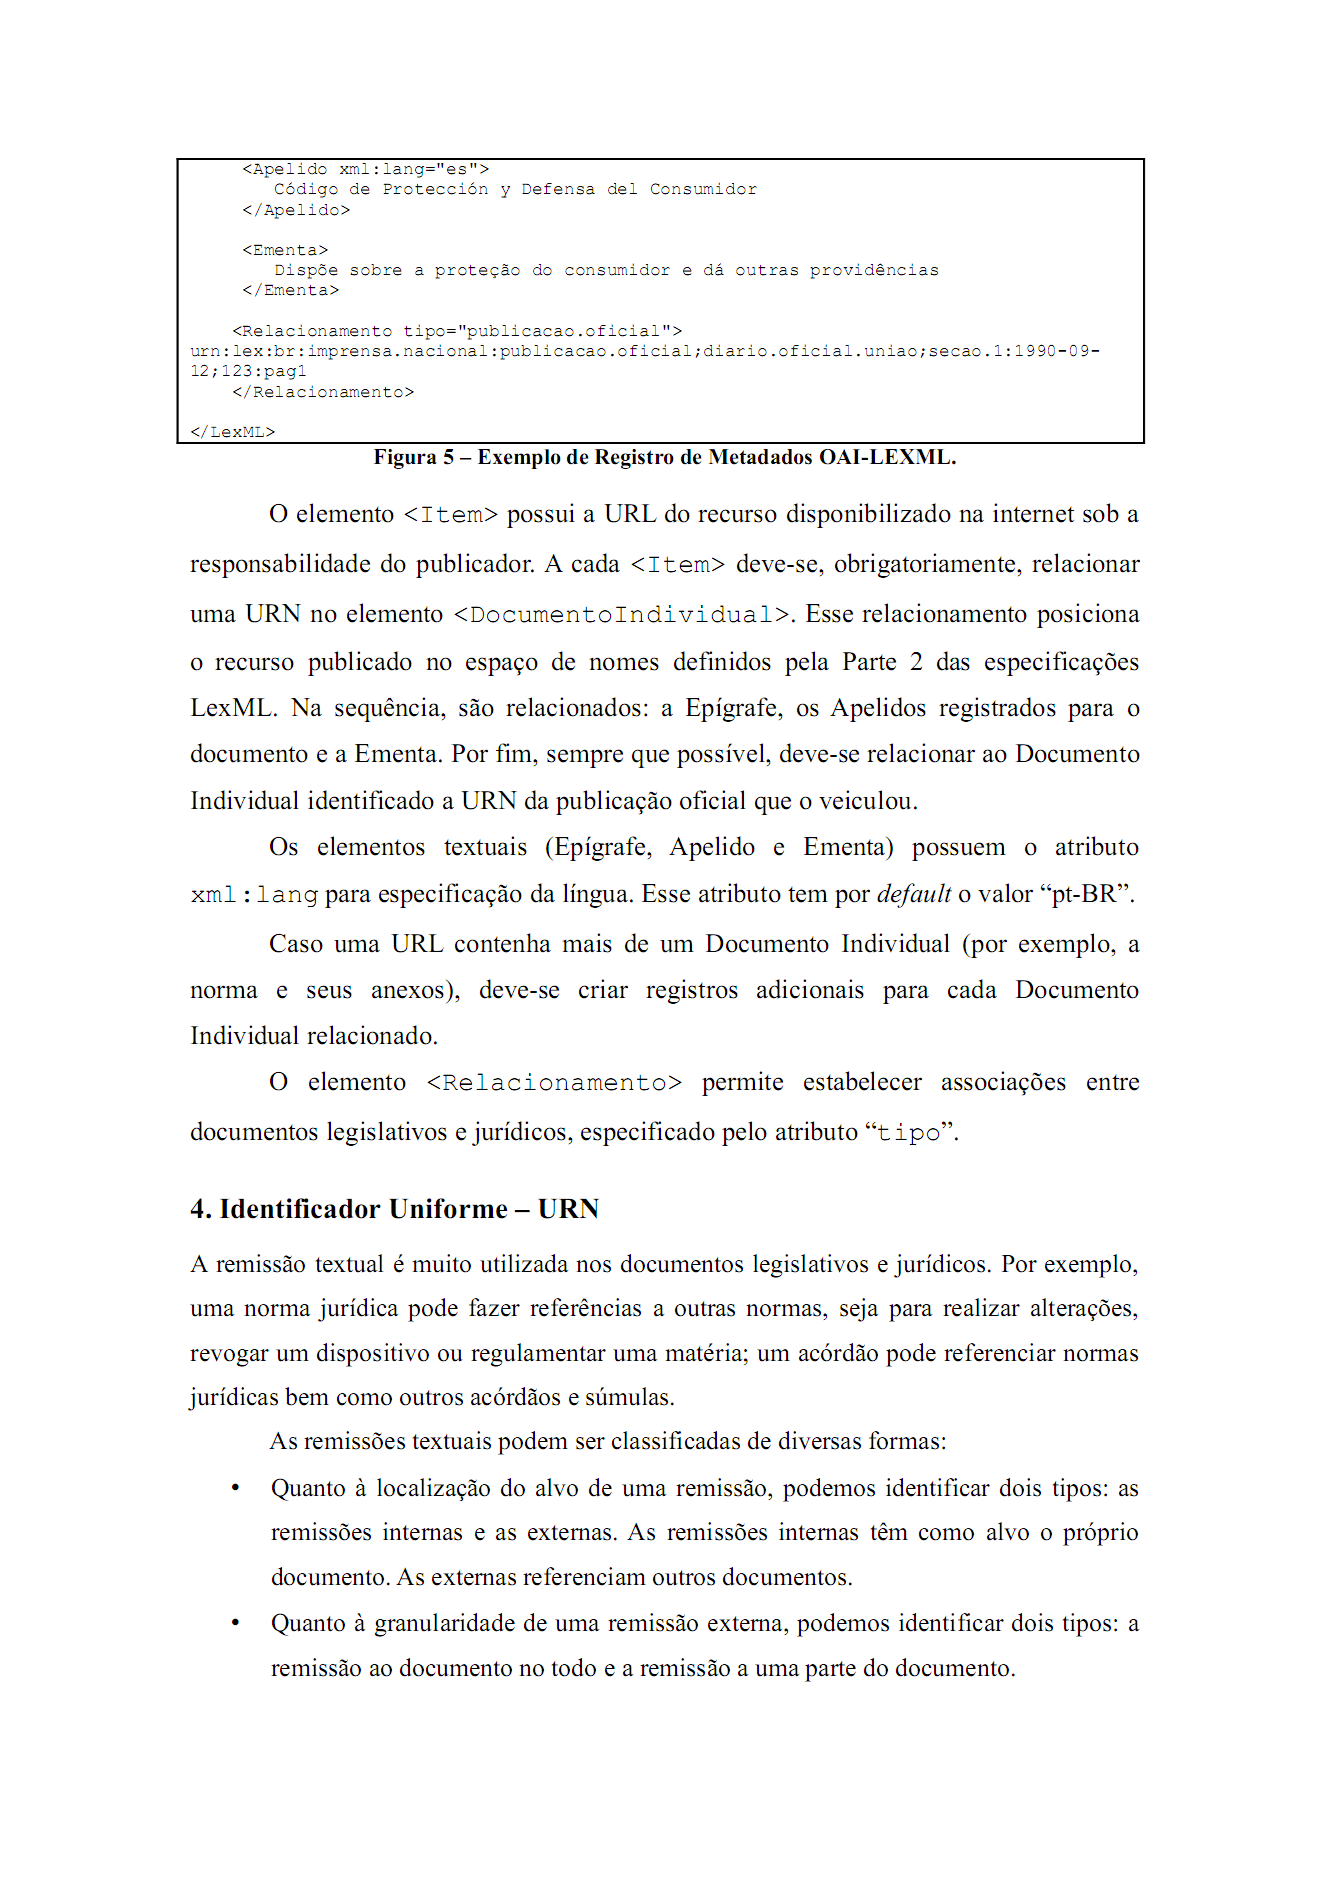 <Apelido xml:lang="es">
Código de Protección y Defensa del Consumidor
</Apelido>
<Ementa>
Dispõe sobre a proteção do consumidor e dá outras providências
</Ementa>
<Relacionamento tipo="publicacao.oficial">
urn:lex:br:imprensa.nacional:publicacao.oficial;diario.oficial.uniao;secao.1:1990-09-
12;123:pag1
</Relacionamento>
</LexML>
Figura 5 – Exemplo de Registro de Metadados OAI-LEXML.
O elemento <Item> possui a URL do recurso disponibilizado na internet sob a
responsabilidade do publicador. A cada <Item> deve-se, obrigatoriamente, relacionar
uma URN no elemento <DocumentoIndividual>. Esse relacionamento posiciona
o recurso publicado no espaço de nomes definidos pela Parte 2 das especificações
LexML. Na sequência, são relacionados: a Epígrafe, os Apelidos registrados para o
documento e a Ementa. Por fim, sempre que possível, deve-se relacionar ao Documento
Individual identificado a URN da publicação oficial que o veiculou.
Os elementos textuais (Epígrafe, Apelido e Ementa) possuem o atributo
xml:lang para especificação da língua. Esse atributo tem por default o valor “pt-BR”.
Caso uma URL contenha mais de um Documento Individual (por exemplo, a
norma e seus anexos), deve-se criar registros adicionais para cada Documento
Individual relacionado.
O elemento <Relacionamento> permite estabelecer associações entre
documentos legislativos e jurídicos, especificado pelo atributo “tipo”.
4. Identificador Uniforme – URN
A remissão textual é muito utilizada nos documentos legislativos e jurídicos. Por exemplo,
uma norma jurídica pode fazer referências a outras normas, seja para realizar alterações,
revogar um dispositivo ou regulamentar uma matéria; um acórdão pode referenciar normas
jurídicas bem como outros acórdãos e súmulas.
As remissões textuais podem ser classificadas de diversas formas:
• Quanto à localização do alvo de uma remissão, podemos identificar dois tipos: as
remissões internas e as externas. As remissões internas têm como alvo o próprio
documento. As externas referenciam outros documentos.
• Quanto à granularidade de uma remissão externa, podemos identificar dois tipos: a
remissão ao documento no todo e a remissão a uma parte do documento.